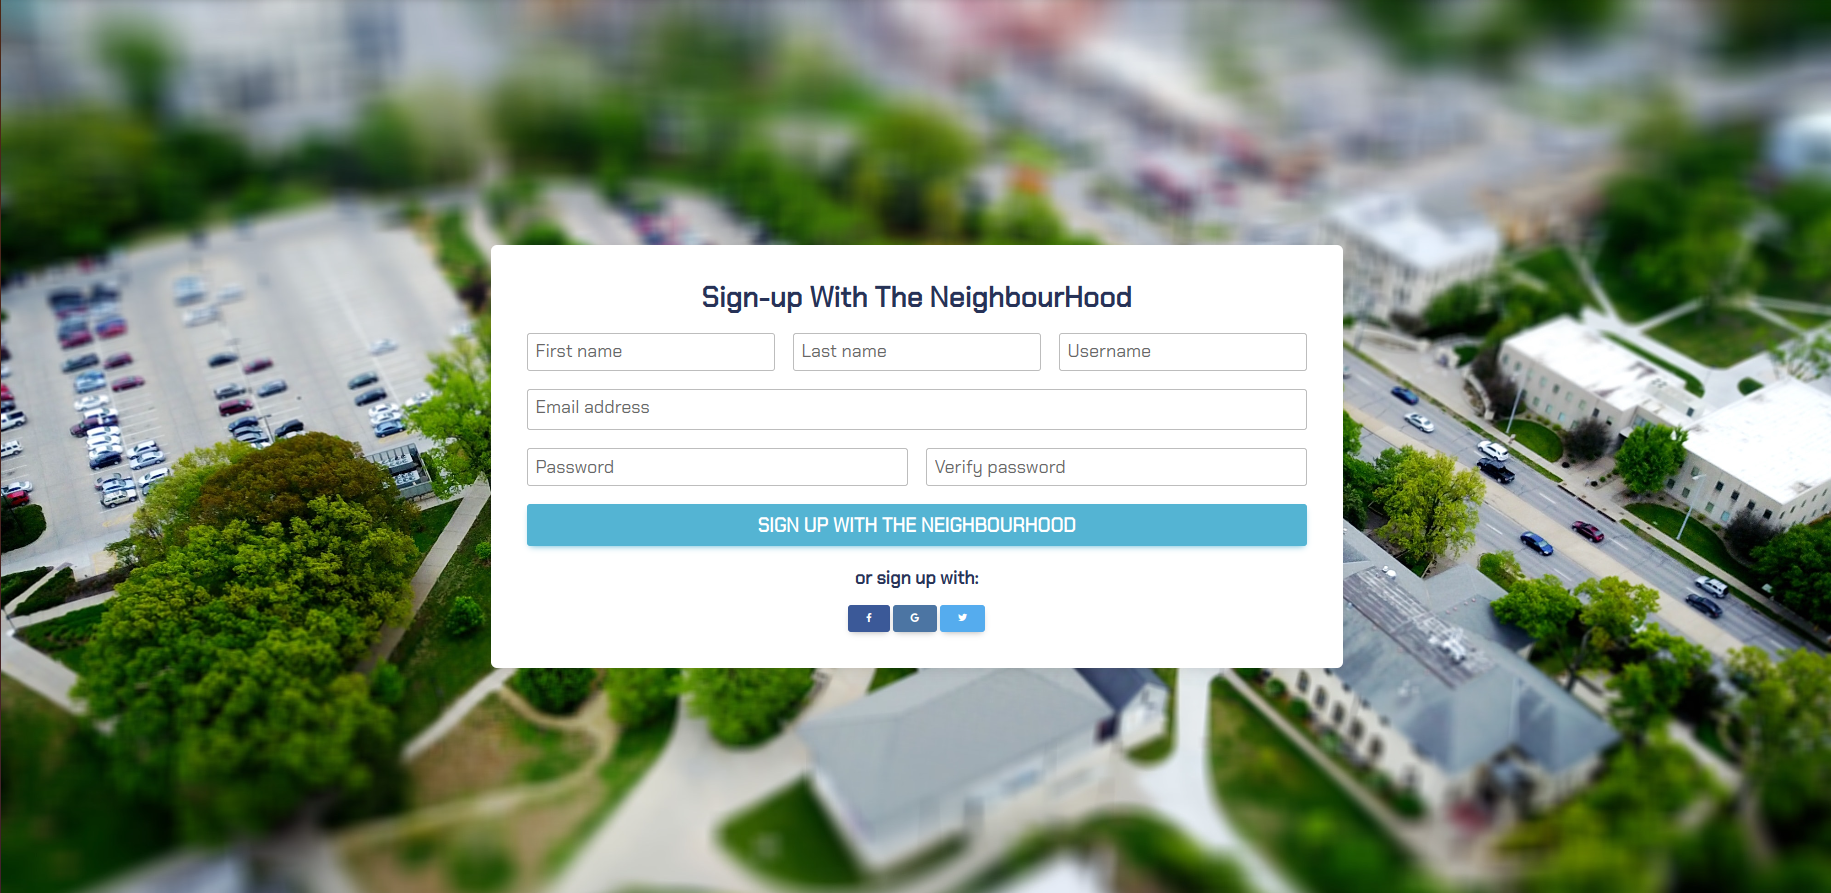 Sign-up With The NeighbourHood
First name
Last name
Username
Email address
Password
Verify password
SIGN UP WITH THE NEIGHBOURHOOD
or sign up with: